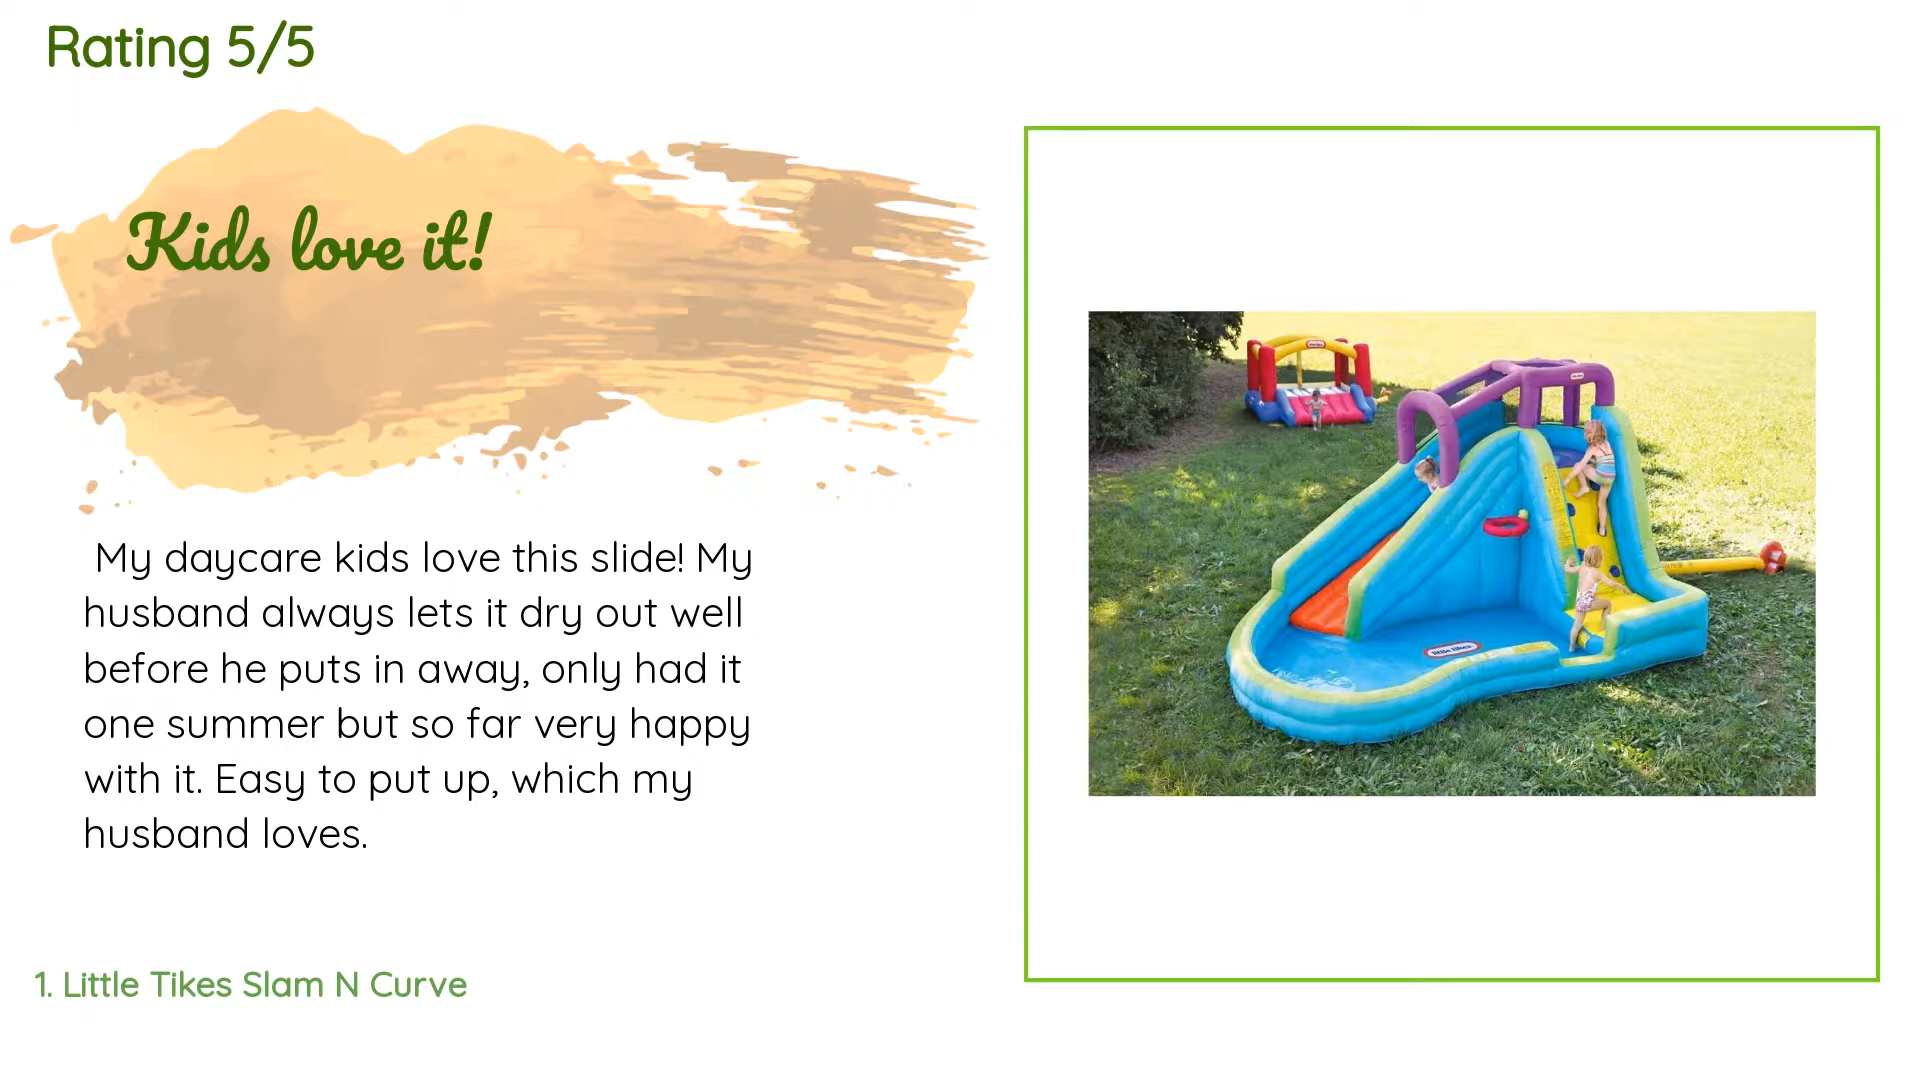 Rating 5/5
Kids love it!
My daycare kids love this slide! My
husband always lets it dry out well
before he puts in away, only had it
one summer but so far very happy
with it. Easy to put up, which my
husband loves.
1. Little Tikes Slam N Curve
little tikes